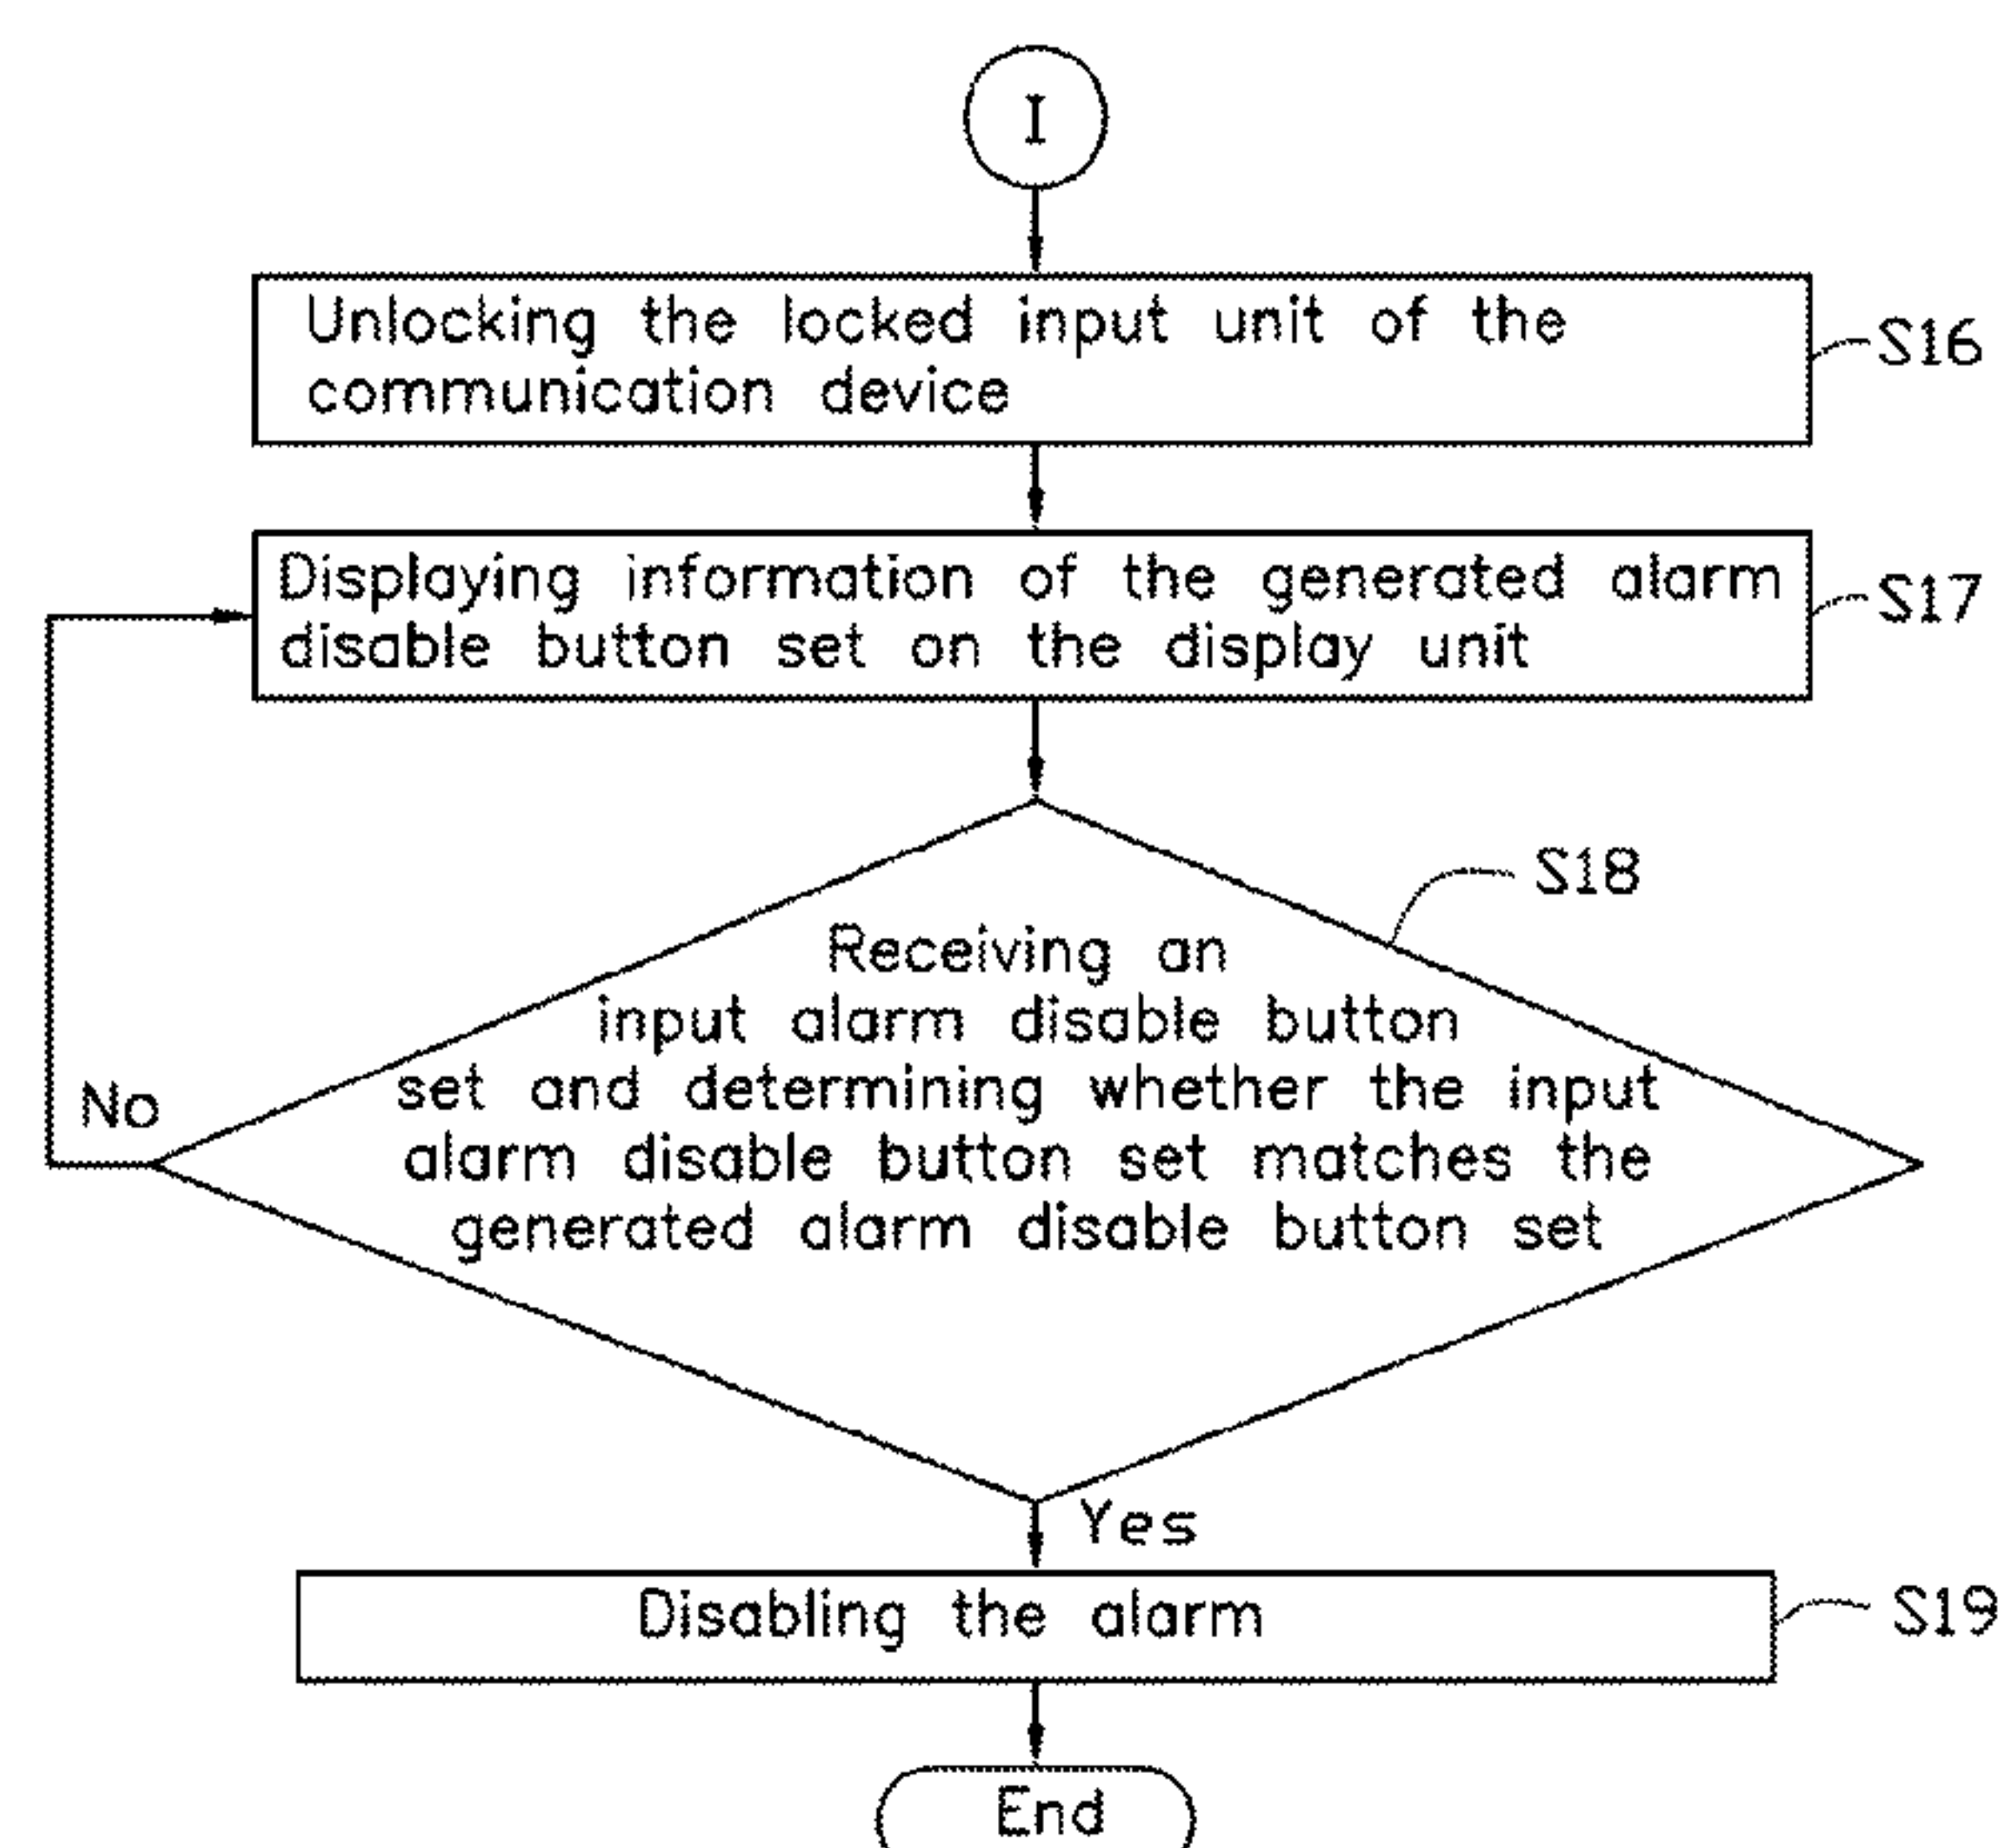 I
Unlocking the locked input unit of the
communication device
S16
Displaying information of the generated alarm
disable button set on the display unit
S17
S18
Receiving an
input alarm disable button
set and determining whether the input
alarm disable button set matches the
generated alarm disable button set
No
Yes
Disabling the alarm
S19
End